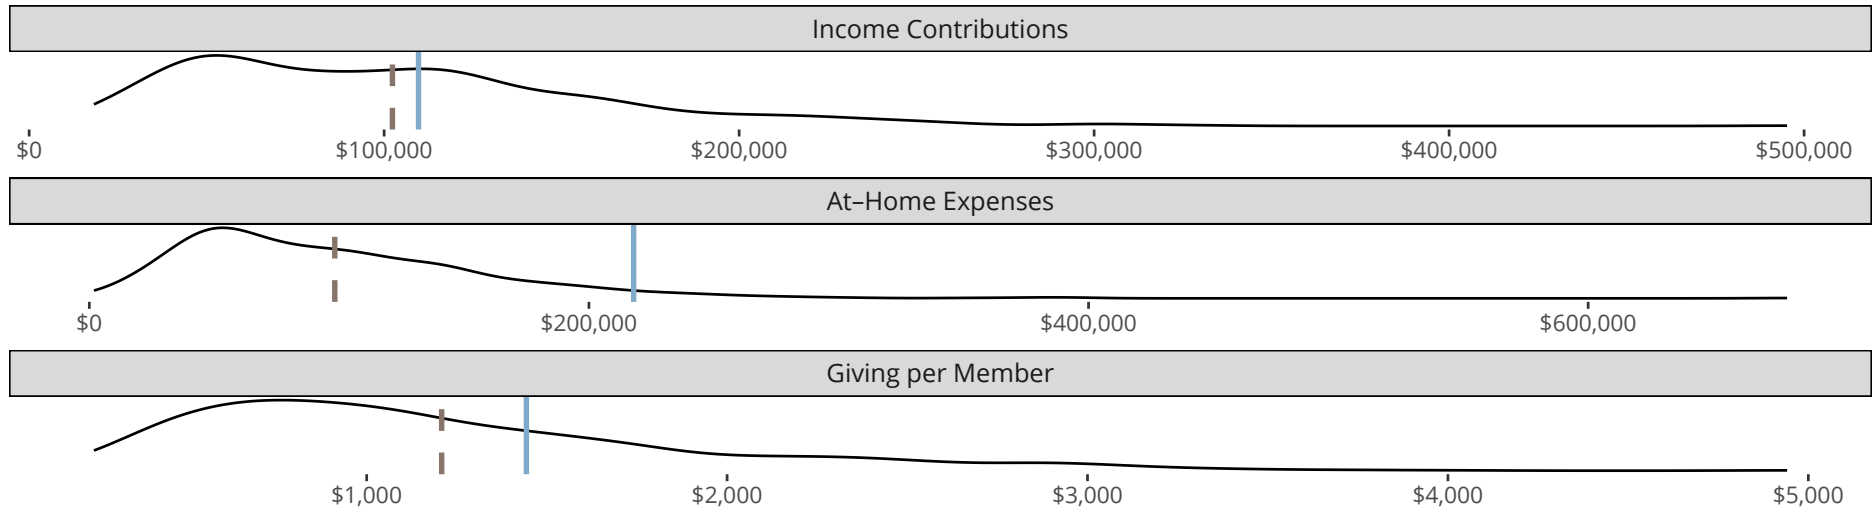 Income Contributions
$0 $100,000 $200,000 $300,000 $400,000 $500,000
At–Home Expenses
$0 $200,000 $400,000 $600,000
Giving per Member
$1,000 $2,000 $3,000 $4,000 $5,000